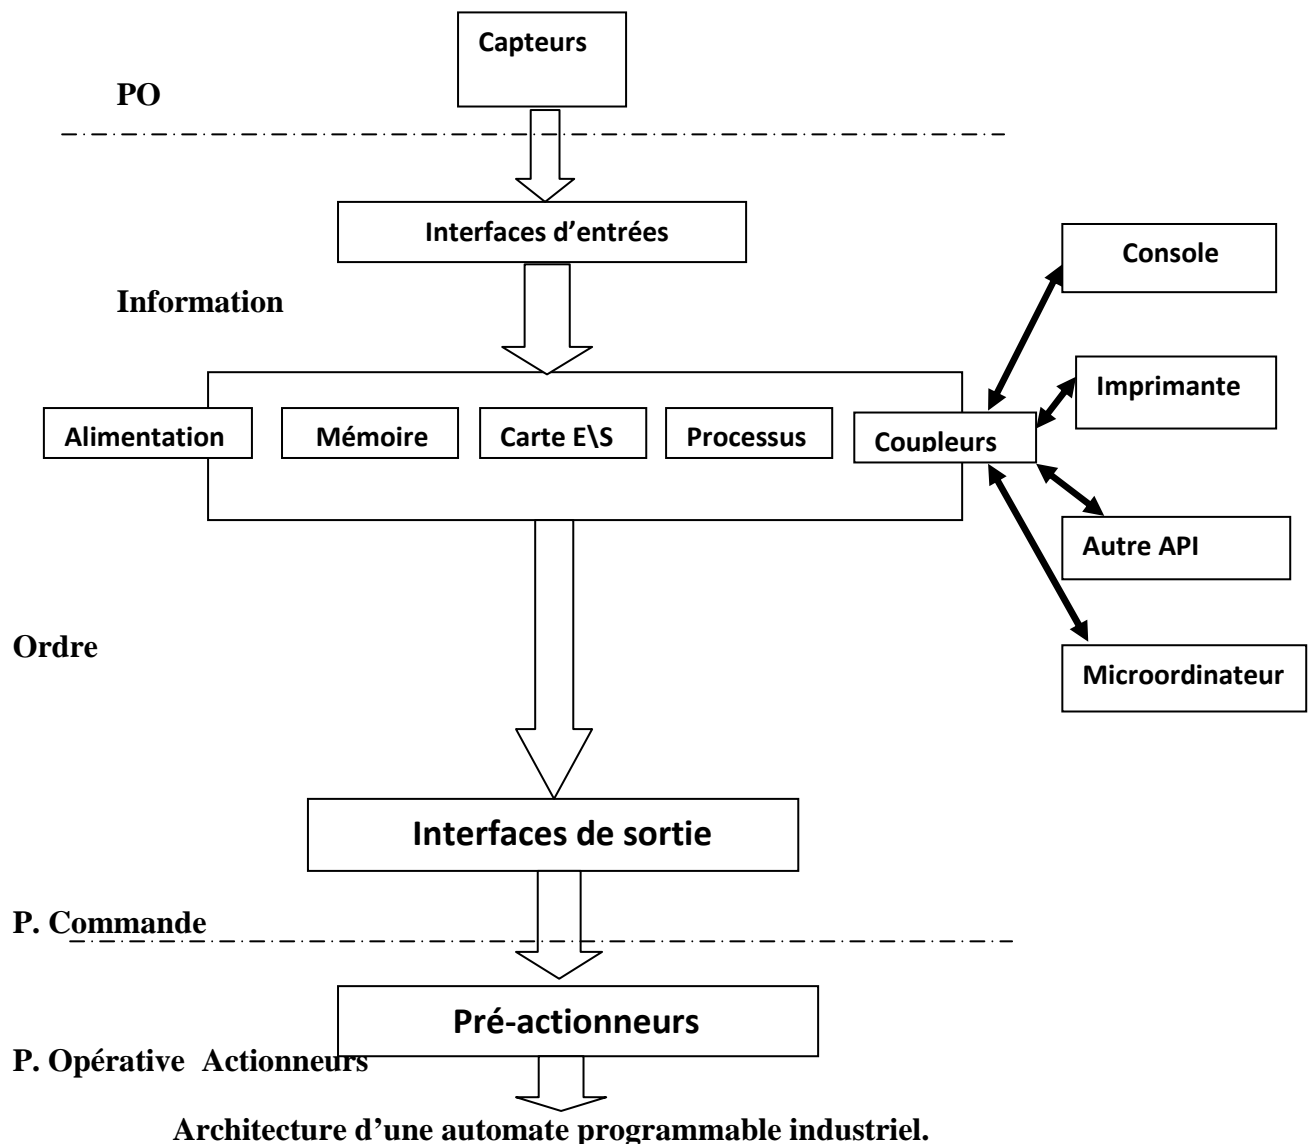 Capteurs
PO
Interfaces d’entrées
Console
Information
Imprimante
Alimentation
Mémoire
Carte E\S
Processus
Coupleurs
Autre API
Ordre
Microordinateur
Interfaces de sortie
P. Commande
Pré-actionneurs
P. Opérative Actionneurs
Architecture d’une automate programmable industriel.